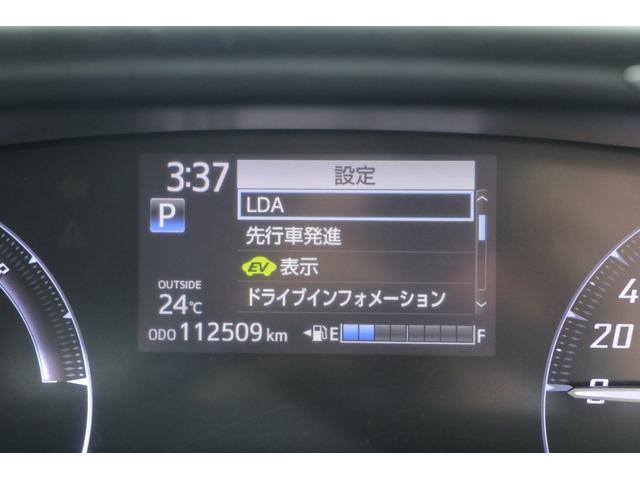 3:37
設定
P
LDA
先行車発進
EV 表示
ドライブインフォメーション
OUTSIDE
24℃
ODO 112509 km
E F
4
20
0